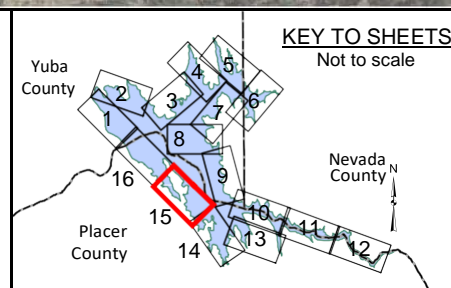 KEY TO SHEETS
Not to scale
Yuba
County
1
2
3
4
5
6
7
8
9
10
11
12
13
14
15
16
Nevada
County
N
Placer
County